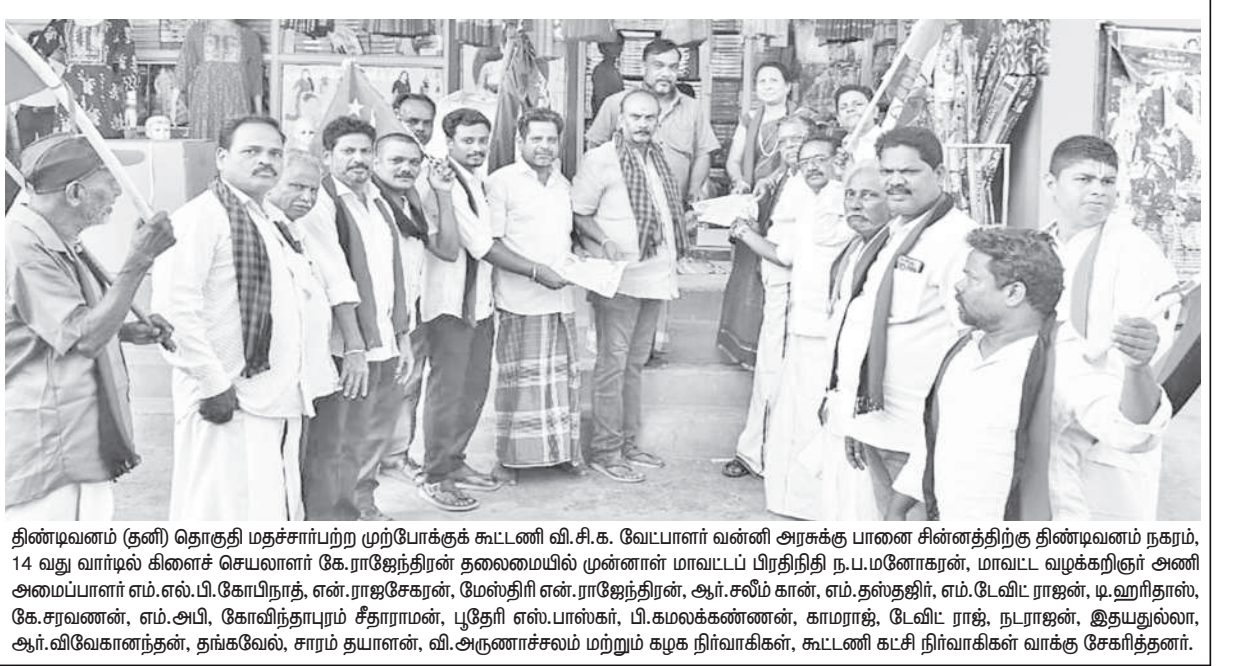 திண்டிவனம் (தனி) தொகுதி மதச்சார்பற்ற முற்போக்குக் கூட்டணி வி.சி.க. வேட்பாளர் வன்னி அரசுக்கு பானை சின்னத்திற்கு திண்டிவனம் நகரம்,
14 வது வார்டில் கிளைச் செயலாளர் கே.ராஜேந்திரன் தலைமையில் முன்னாள் மாவட்டப் பிரதிநிதி ந.ப.மனோகரன், மாவட்ட வழக்கறிஞர் அணி
அமைப்பாளர் எம்.எல்.பி.கோபிநாத், என்.ராஜசேகரன், மேஸ்திரி என்.ராஜேந்திரன், ஆர்.சலீம் கான், எம்.தஸ்தஜிர், எம்.டேவிட் ராஜன், டி.ஹரிதாஸ்,
கே.சரவணன், எம்.அபி, கோவிந்தாபுரம் சீதாராமன், பூதேரி எஸ்.பாஸ்கர், பி.கமலக்கண்ணன், காமராஜ், டேவிட் ராஜ், நடராஜன், இதயதுல்லா,
ஆர்.விவேகானந்தன், தங்கவேல், சாரம் தயாளன், வி.அருணாச்சலம் மற்றும் கழக நிர்வாகிகள், கூட்டணி கட்சி நிர்வாகிகள் வாக்கு சேகரித்தனர்.